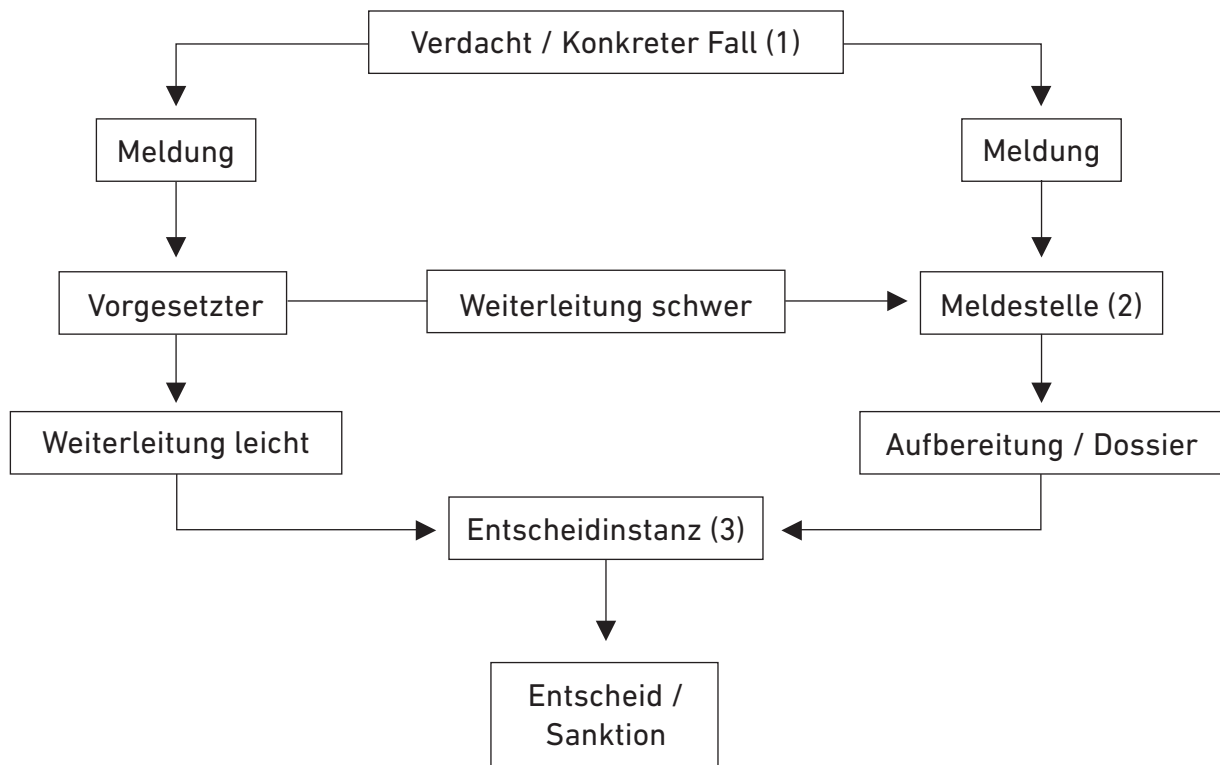 Verdacht / Konkreter Fall (1)
Meldung
Meldung
Vorgesetzter
Weiterleitung schwer
Meldestelle (2)
Weiterleitung leicht
Aufbereitung / Dossier
Entscheidinstanz (3)
Entscheid /
Sanktion